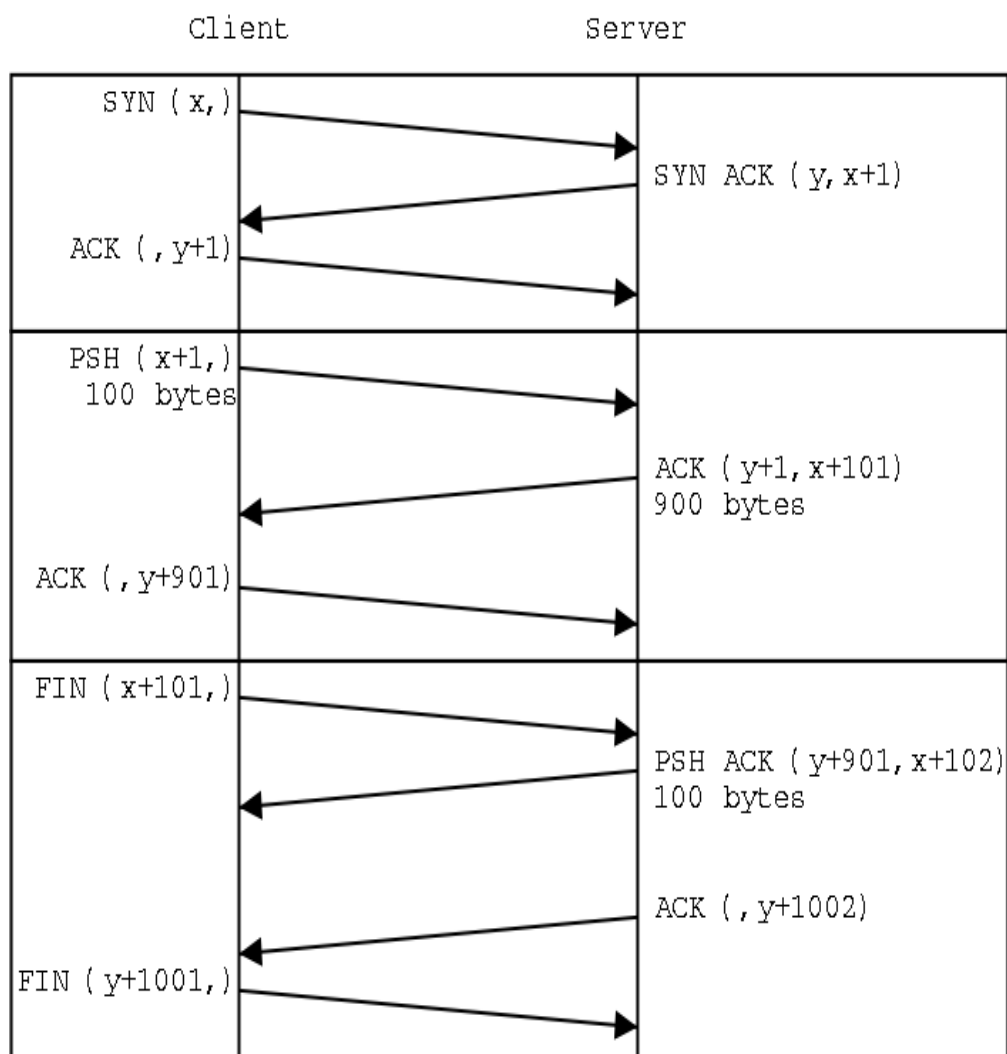 Client Server
SYN (x,)
SYN ACK (y,x+1)
ACK (,y+1)
PSH (x+1,)
100 bytes
ACK (y+1,x+101)
900 bytes
ACK (,y+901)
FIN (x+101,)
PSH ACK (y+901,x+102)
100 bytes
ACK (,y+1002)
FIN (y+1001,)